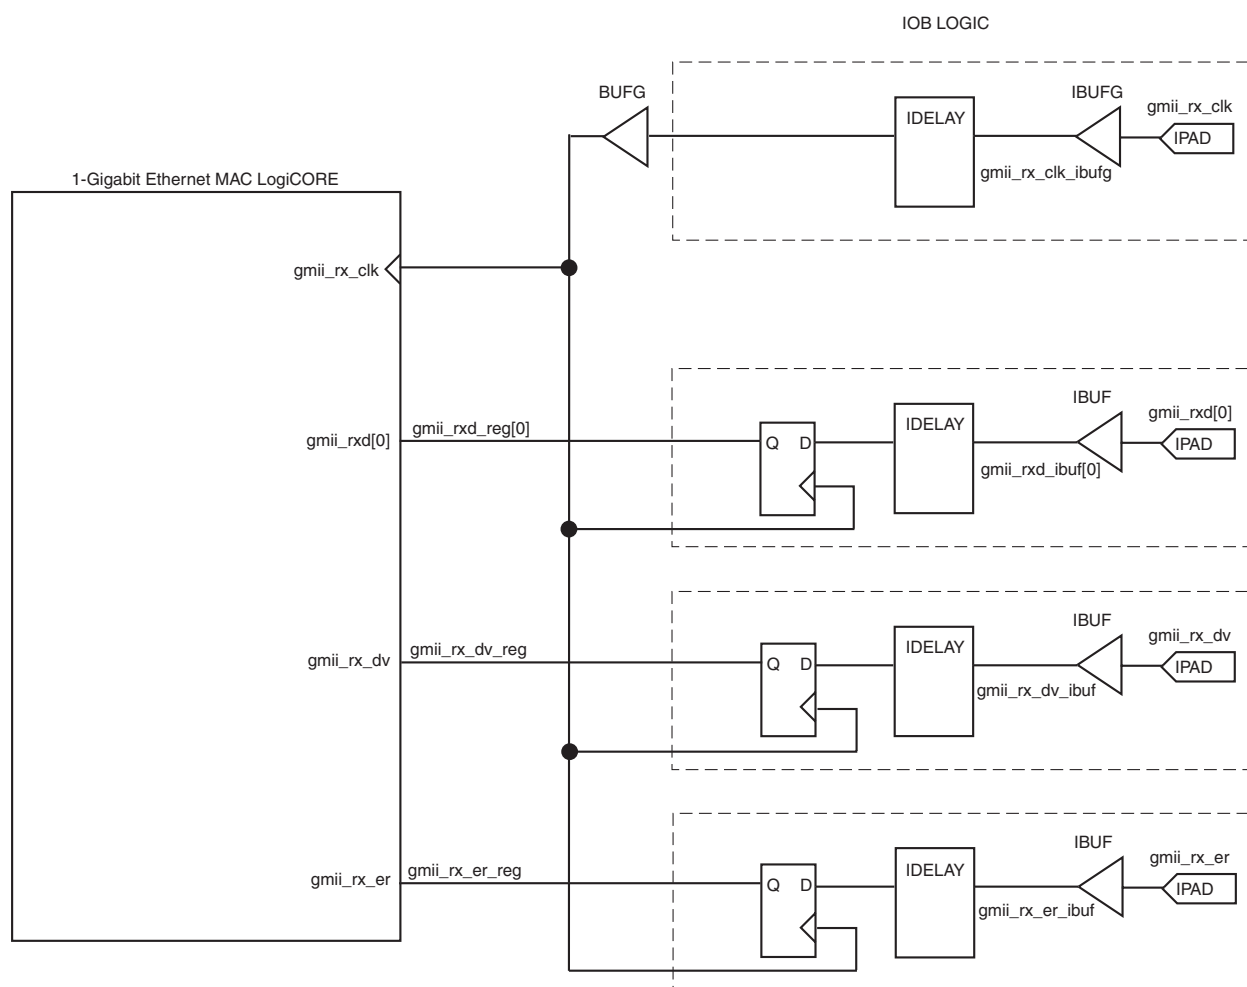 IOB LOGIC
BUFG
IDELAY
IBUFG
gmii_rx_clk
IPAD
gmii_rx_clk_ibufg
1-Gigabit Ethernet MAC LogiCORE
gmii_rx_clk
IBUF
gmii_rxd[0]
gmii_rxd[0]
gmii_rxd_reg[0]
Q D
IDELAY
IPAD
gmii_rxd_ibuf[0]
IBUF
gmii_rx_dv
gmii_rx_dv
gmii_rx_dv_reg
Q D
IDELAY
IPAD
gmii_rx_dv_ibuf
IBUF
gmii_rx_er
gmii_rx_er
gmii_rx_er_reg
Q D
IDELAY
IPAD
gmii_rx_er_ibuf